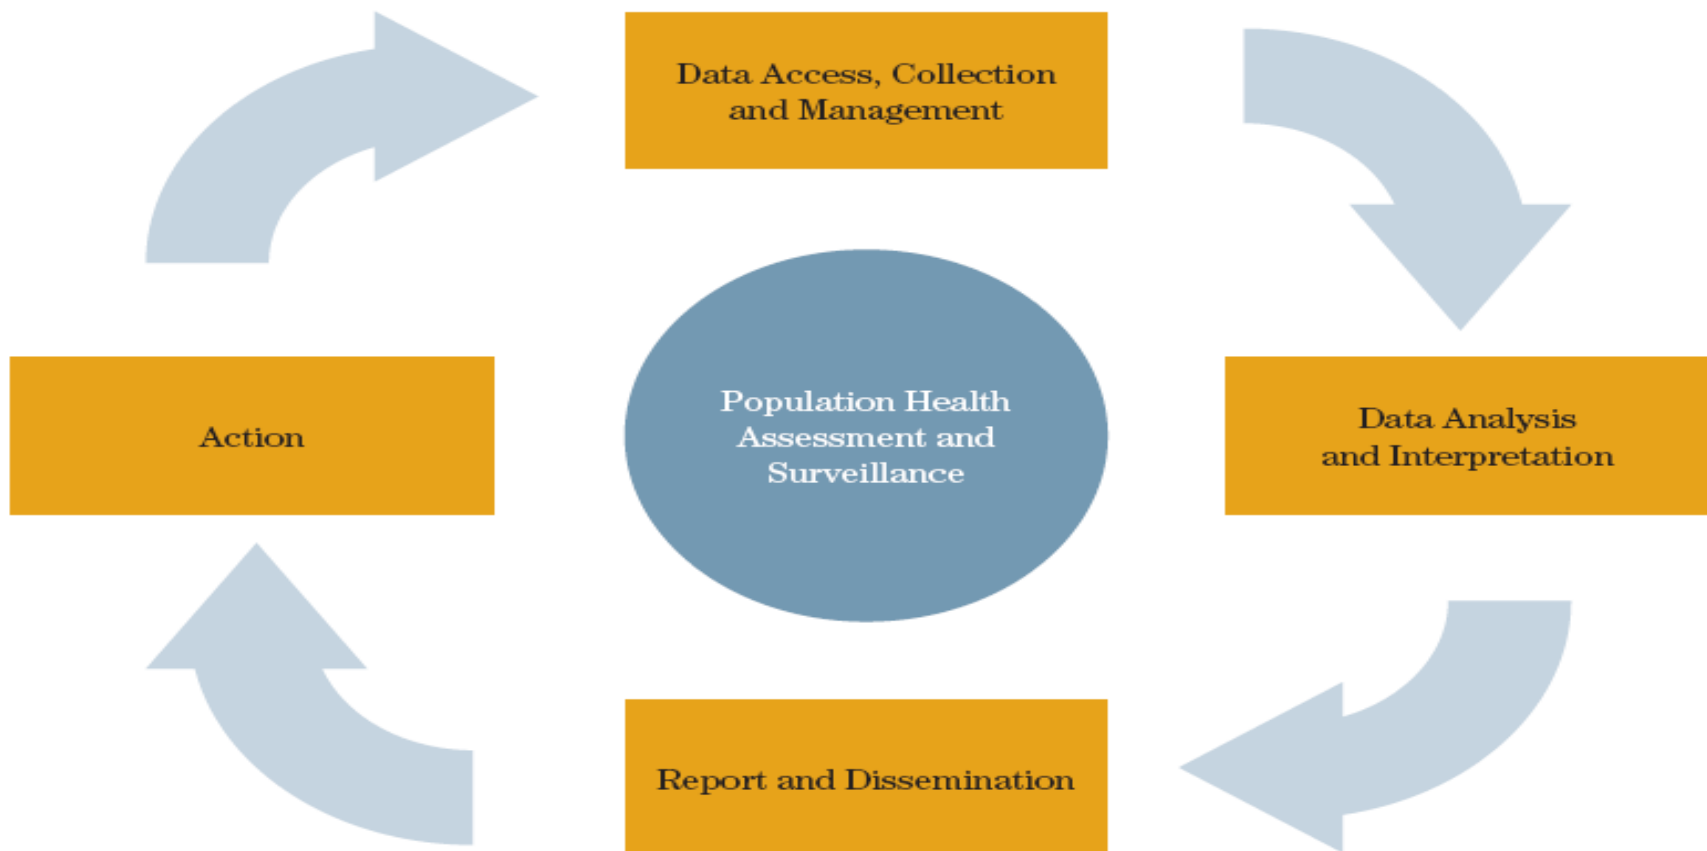 Data Access, Collection
and Management
Population Health
Assessment and
Surveillance
Action
Data Analysis
and Interpretation
Report and Dissemination